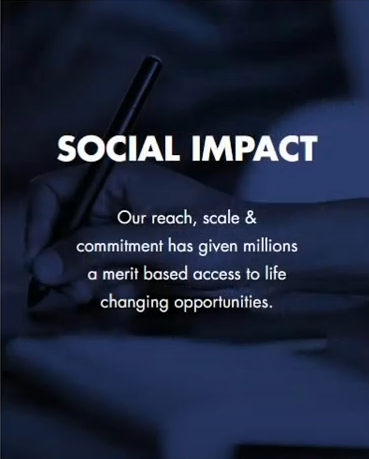 SOCIAL IMPACT
Our reach, scale &
commitment has given millions
a merit based access to life
changing opportunities.